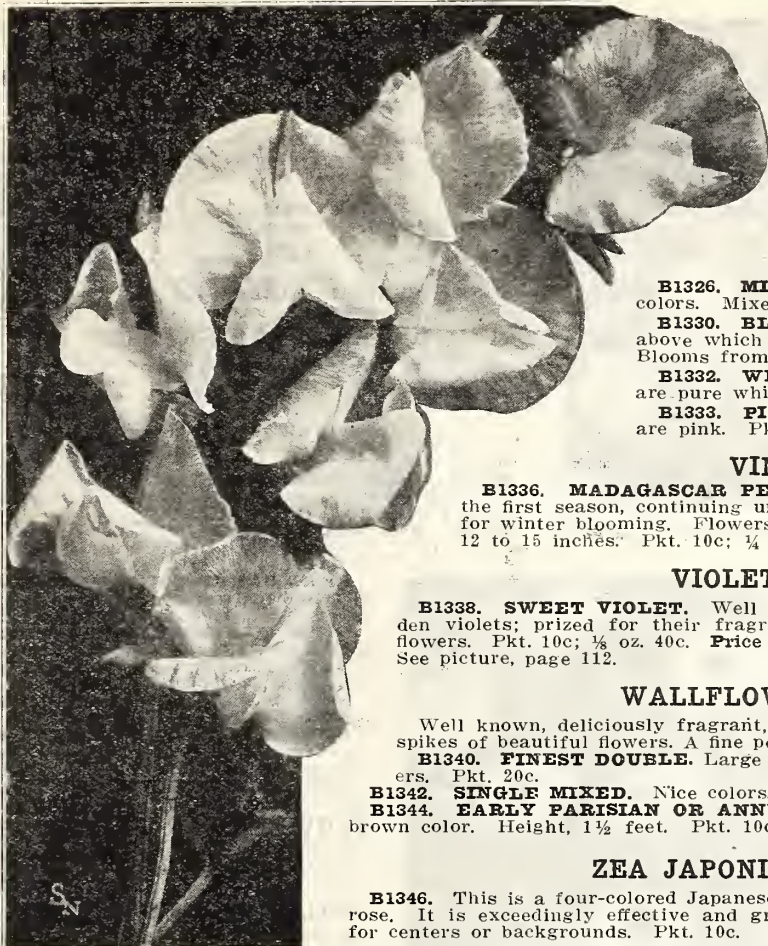 B1326. MI
colors. Mixe
B1330. BL
above which
Blooms from
B1332. WI
are pure whi
B1333. PI
are pink. P
VIN
B1336. MADAGASCAR PE
the first season, continuing u
for winter blooming. Flowers
12 to 15 inches. Pkt. 10c; ¼
VIOLET
B1338. SWEET VIOLET. Well
den violets; prized for their fragr
flowers. Pkt. 10c; ⅛ oz. 40c. Price
See picture, page 112.
WALLFLOW
Well known, deliciously fragrant,
spikes of beautiful flowers. A fine p
B1340. FINEST DOUBLE. Large
ers. Pkt. 20c.
B1342. SINGLE MIXED. Nice colors.
B1344. EARLY PARISIAN OR ANN
brown color. Height, 1½ feet. Pkt. 10c
ZEA JAPONI
B1346. This is a four-colored Japanese
rose. It is exceedingly effective and gr
for centers or backgrounds. Pkt. 10c.
SN